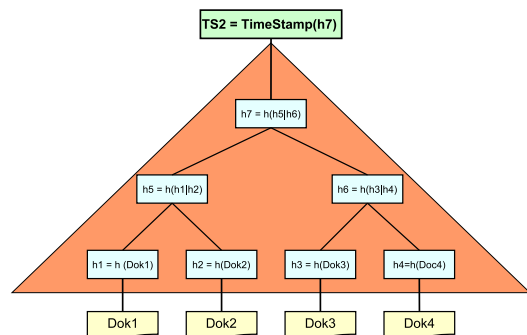 TS2 = TimeStamp(h7)
h7 = h(h5|h6)
h5 = h(h1|h2)
h6 = h(h3|h4)
h1 = h (Dok1)
h2 = h(Dok2)
h3 = h(Dok3)
h4=h(Doc4)
Dok1
Dok2
Dok3
Dok4